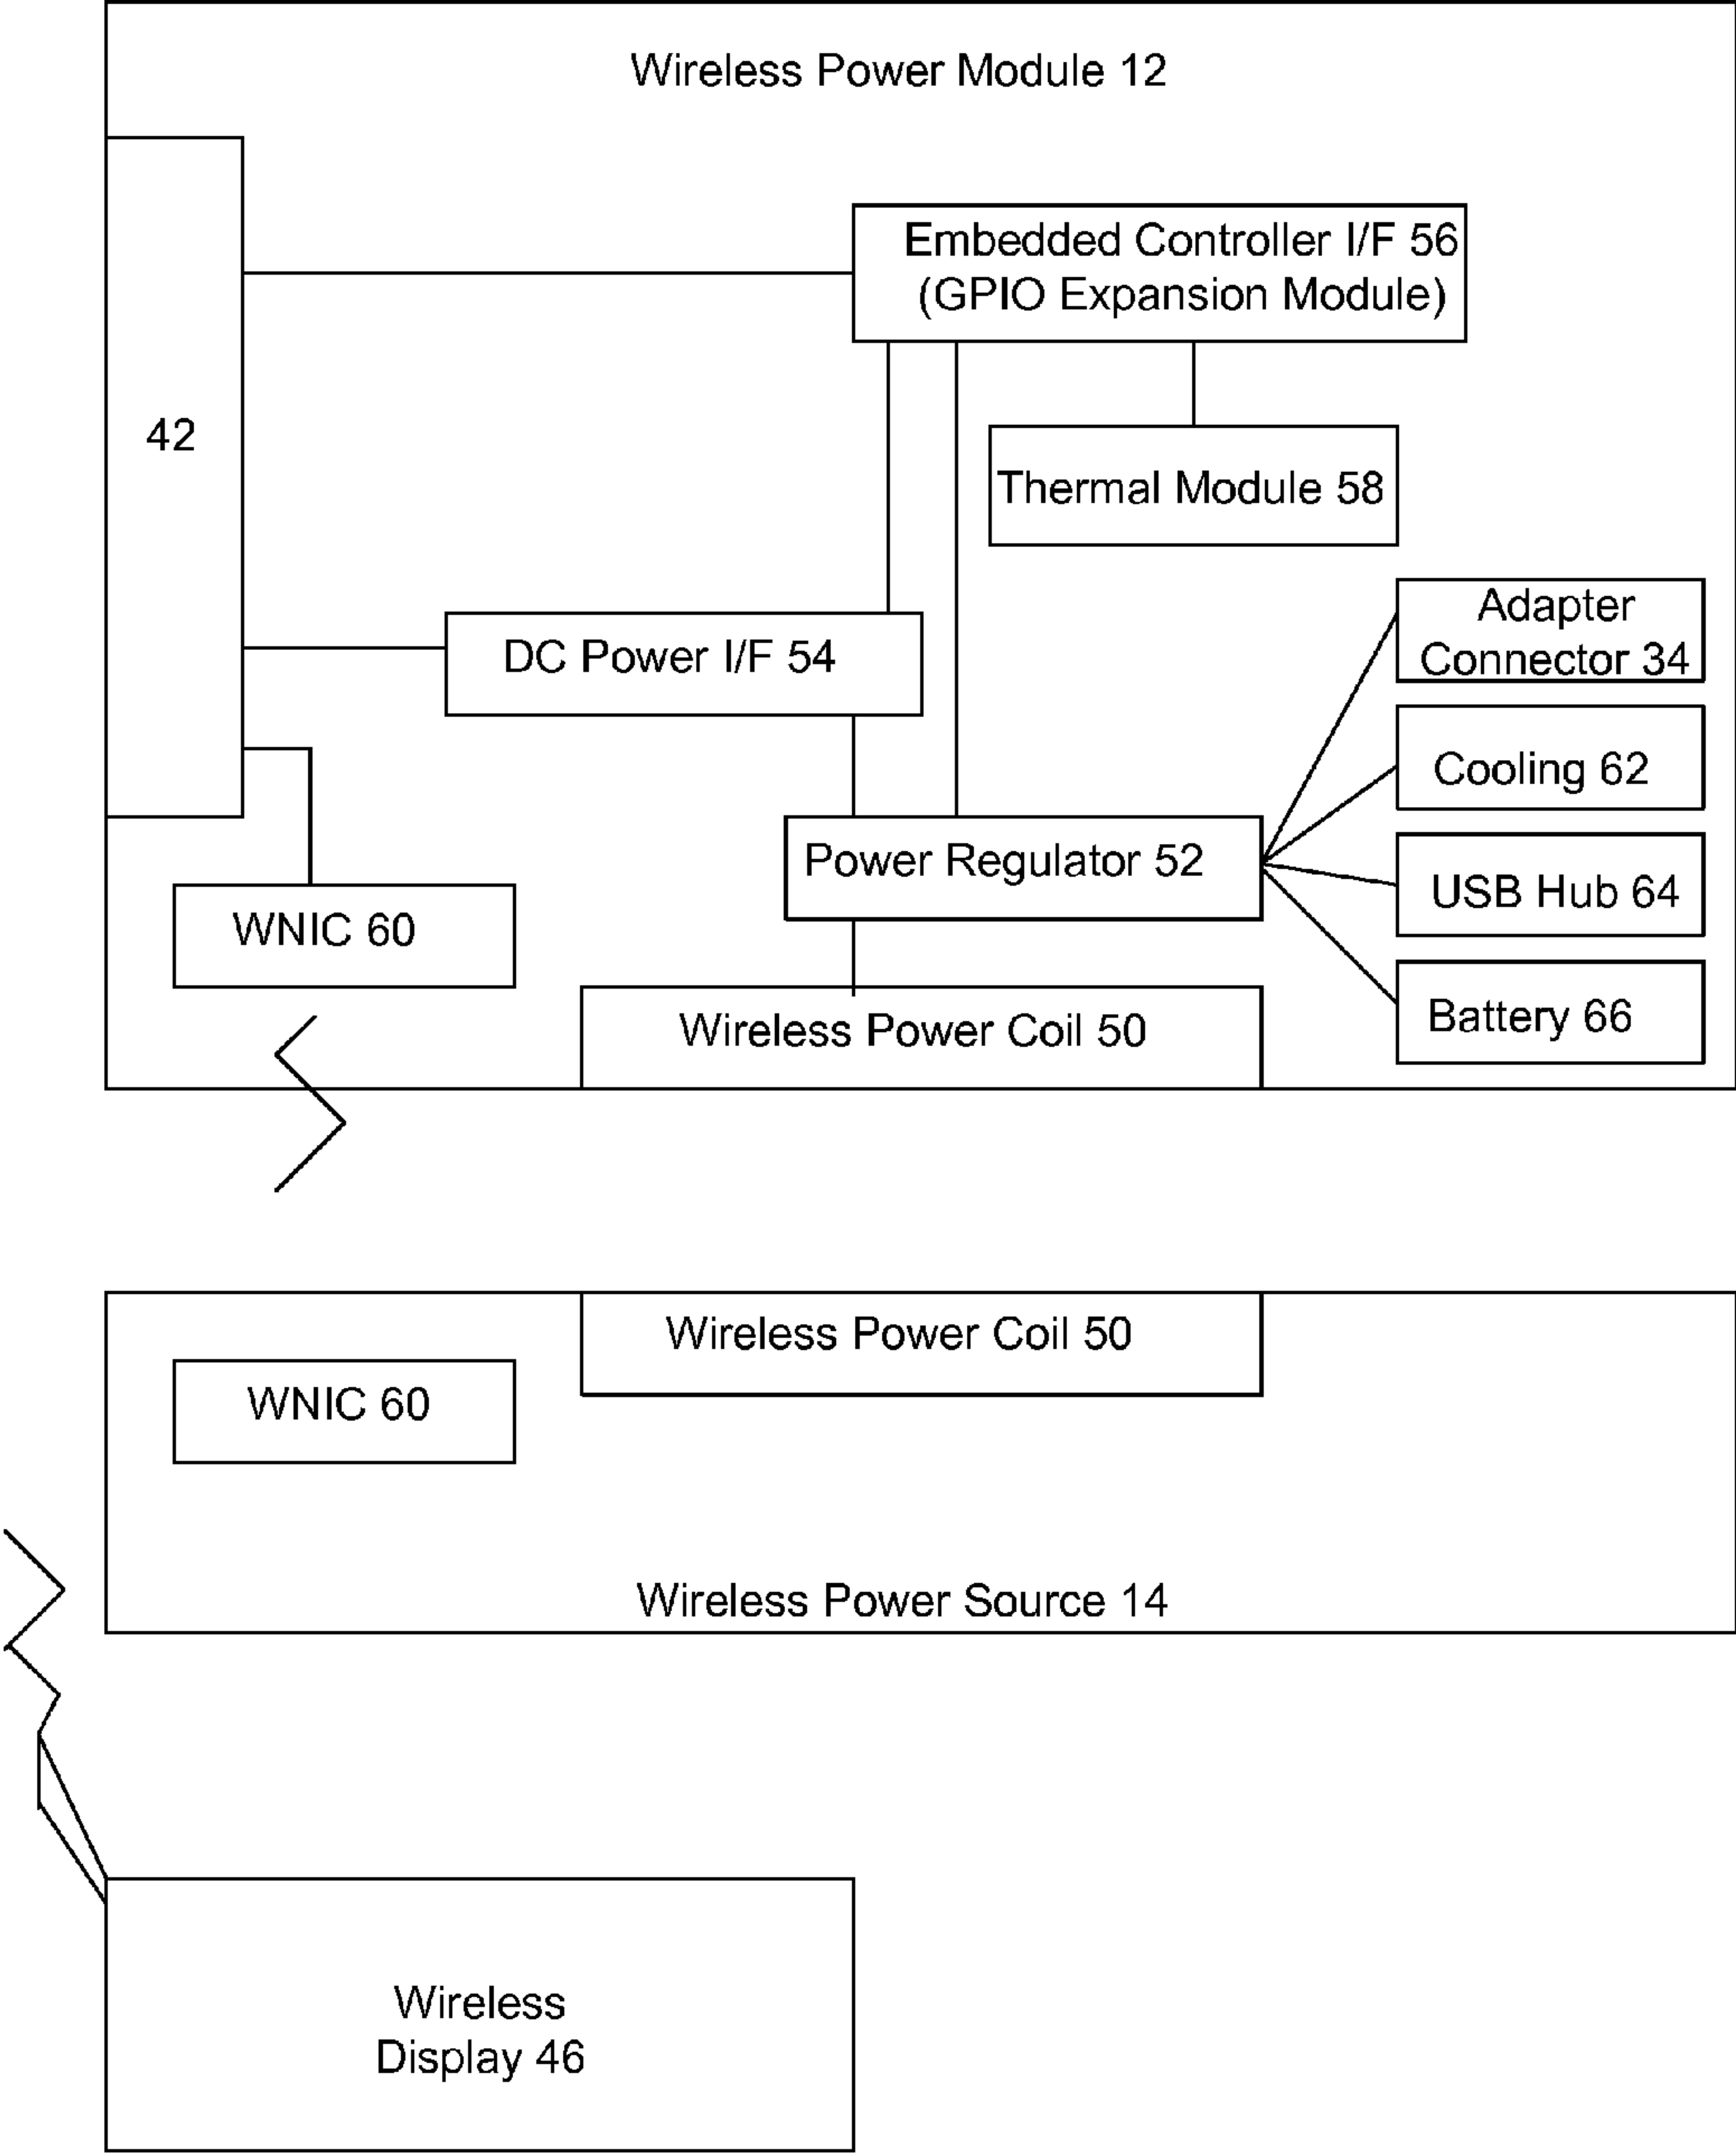 Wireless Power Module 12
Embedded Controller I/F 56
(GPIO Expansion Module)
42
Thermal Module 58
Adapter
Connector 34
DC Power I/F 54
Cooling 62
Power Regulator 52
USB Hub 64
WNIC 60
Battery 66
Wireless Power Coil 50
Wireless Power Coil 50
WNIC 60
Wireless Power Source 14
Wireless
Display 46